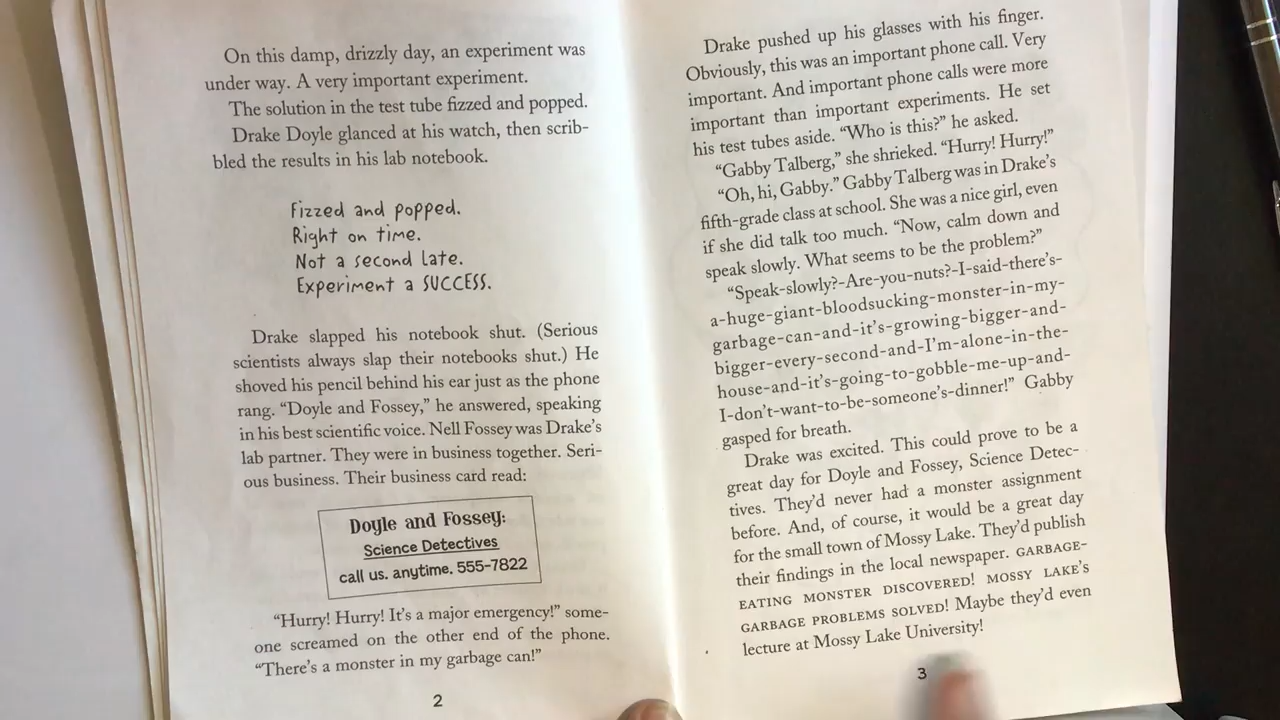 On this damp, drizzly day, an experiment was
under way. A very important experiment.
The solution in the test tube fizzed and popped.
Drake Doyle glanced at his watch, then scrib-
bled the results in his lab notebook.
Fizzed and popped.
Right on time.
Not a second late.
Experiment a SUCCESS.
Drake slapped his notebook shut. (Serious
scientists always slap their notebooks shut.) He
shoved his pencil behind his ear just as the phone
rang. “Doyle and Fossey,” he answered, speaking
in his best scientific voice. Nell Fossey was Drake’s
lab partner. They were in business together. Seri-
ous business. Their business card read:
Doyle and Fossey:
Science Detectives
call us. anytime. 555-7822
“Hurry! Hurry! It’s a major emergency!” some-
one screamed on the other end of the phone.
“There’s a monster in my garbage can!”
2
Drake pushed up his glasses with his finger.
Obviously, this was an important phone call. Very
important. And important phone calls were more
important than important experiments. He set
his test tubes aside. “Who is this?” he asked.
“Gabby Talberg,” she shrieked. “Hurry! Hurry!”
“Oh, hi, Gabby.” Gabby Talberg was in Drake’s
fifth-grade class at school. She was a nice girl, even
if she did talk too much. “Now, calm down and
speak slowly. What seems to be the problem?”
“Speak-slowly?-Are-you-nuts?-I-said-there’s-
a-huge-giant-bloodsucking-monster-in-my-
garbage-can-and-it’s-growing-bigger-and-
bigger-every-second-and-I’m-alone-in-the-
house-and-it’s-going-to-gobble-me-up-and-
I-don’t-want-to-be-someone’s-dinner!” Gabby
gasped for breath.
Drake was excited. This could prove to be a
great day for Doyle and Fossey, Science Detec-
tives. They’d never had a monster assignment
before. And, of course, it would be a great day
for the small town of Mossy Lake. They’d publish
their findings in the local newspaper. GARBAGE-
EATING MONSTER DISCOVERED! MOSSY LAKE’S
GARBAGE PROBLEMS SOLVED! Maybe they’d even
lecture at Mossy Lake University!
3